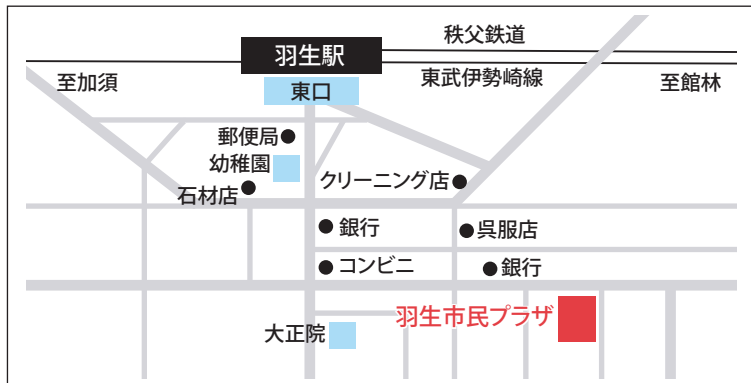 秩父鉄道
羽生駅
至加須
東武伊勢崎線
至館林
東口
郵便局
幼稚園
クリーニング店
石材店
銀行
呉服店
コンビニ
銀行
羽生市民プラザ
大正院